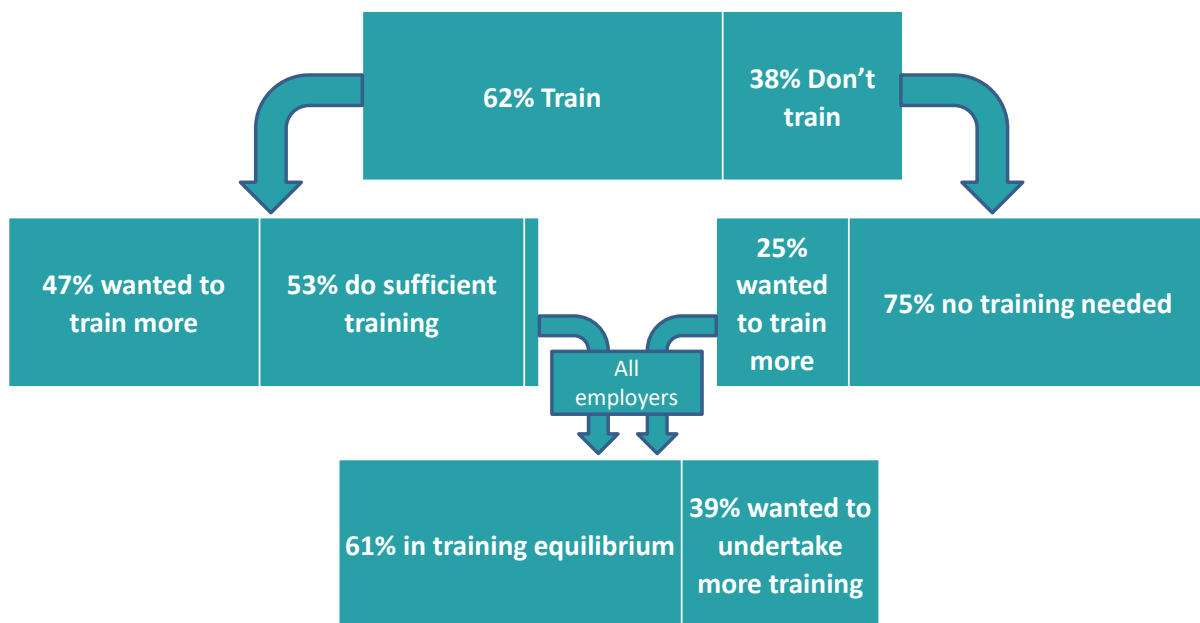 62% Train
38% Don’t
train
47% wanted to
train more
53% do sufficient
training
25%
wanted
to train
more
75% no training needed
All
employers
61% in training equilibrium
39% wanted to
undertake
more training